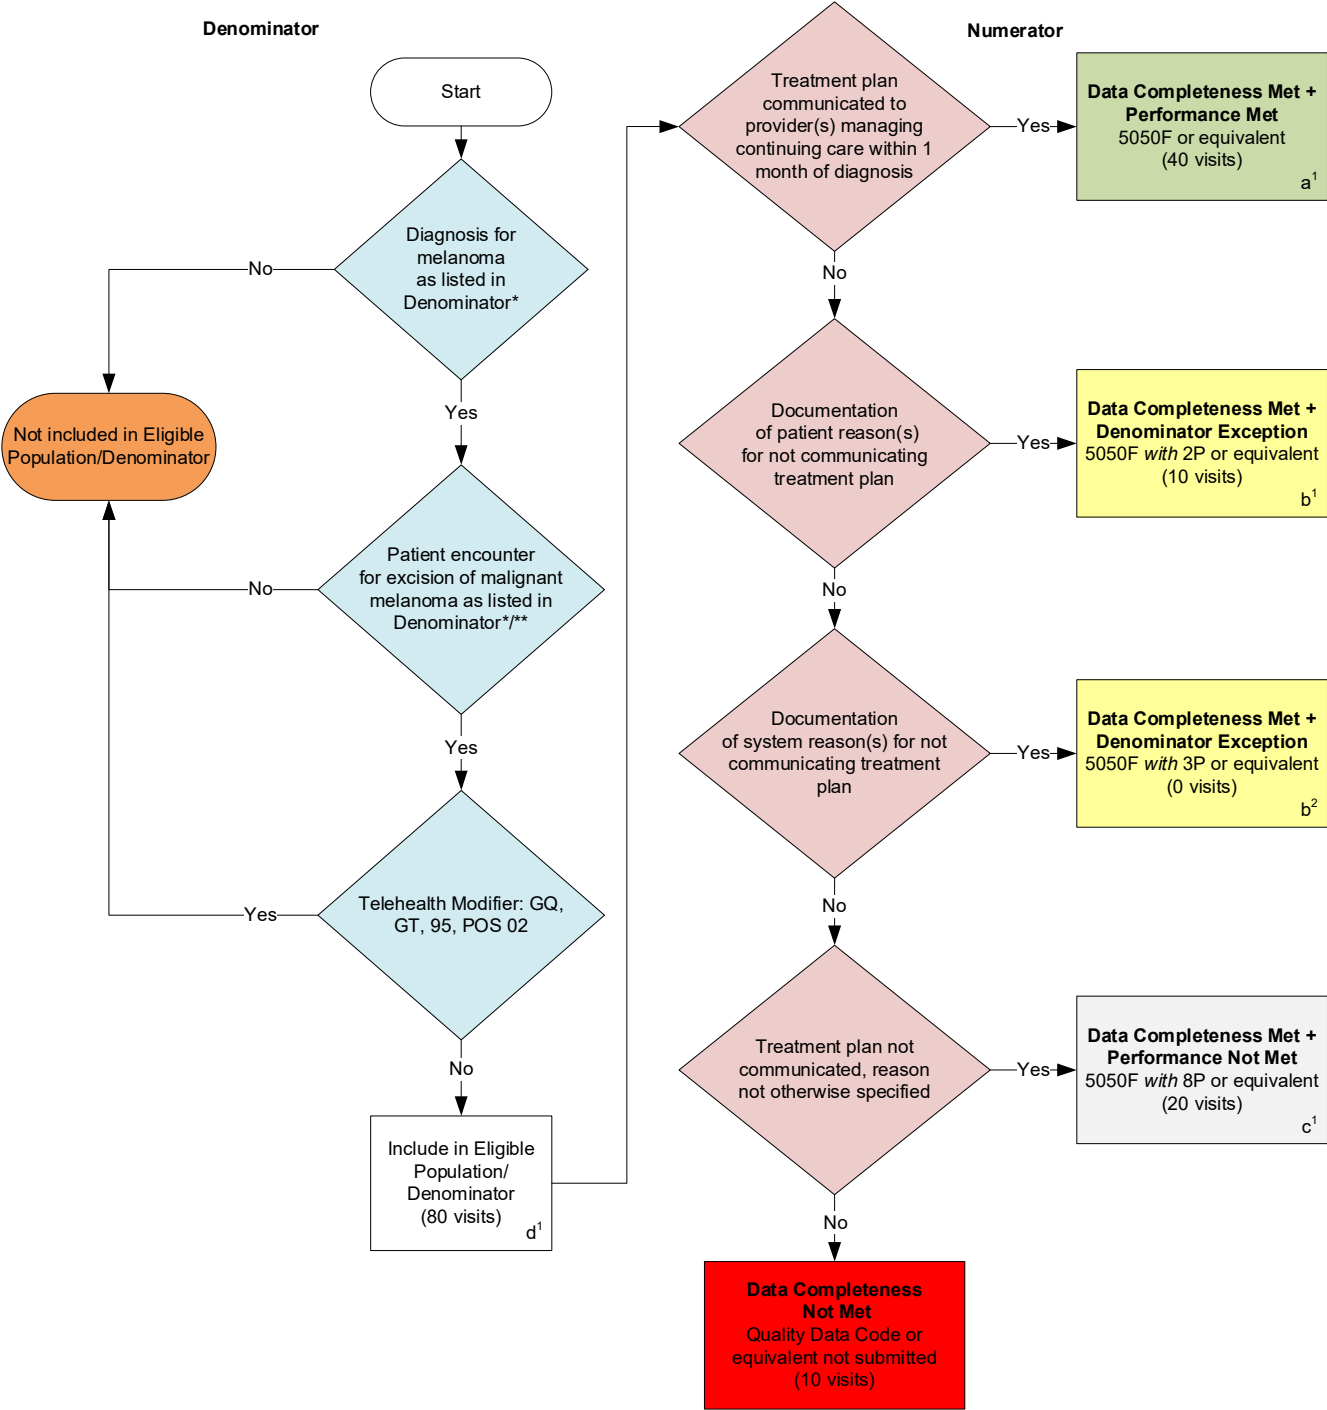 Denominator
Start
Diagnosis for
melanoma
as listed in
Denominator*
No
Yes
Not included in Eligible
Population/Denominator
Patient encounter
for excision of malignant
melanoma as listed in
Denominator*/**
No
Yes
Telehealth Modifier: GQ,
GT, 95, POS 02
Yes
No
Include in Eligible
Population/
Denominator
(80 visits)
d1
Numerator
Treatment plan
communicated to
provider(s) managing
continuing care within 1
month of diagnosis
Yes
Data Completeness Met +
Performance Met
5050F or equivalent
(40 visits)
a1
No
Documentation
of patient reason(s)
for not communicating
treatment plan
Yes
Data Completeness Met +
Denominator Exception
5050F with 2P or equivalent
(10 visits)
b1
No
Documentation
of system reason(s) for not
communicating treatment
plan
Yes
Data Completeness Met +
Denominator Exception
5050F with 3P or equivalent
(0 visits)
b2
No
Treatment plan not
communicated, reason
not otherwise specified
Yes
Data Completeness Met +
Performance Not Met
5050F with 8P or equivalent
(20 visits)
c1
No
Data Completeness
Not Met
Quality Data Code or
equivalent not submitted
(10 visits)